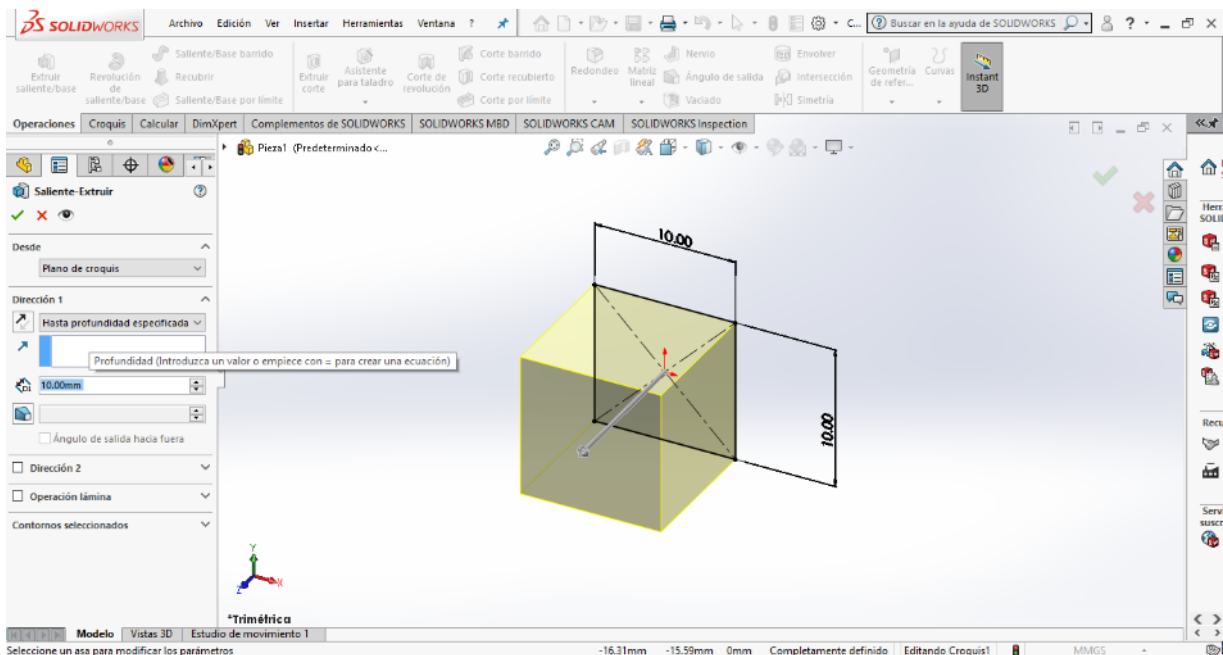 SOLIDWORKS
Archivo Edición Ver Insertar Herramientas Ventana ?
C...
Buscar en la ayuda de SOLIDWORKS
?
Extruir saliente/base
Revolución de saliente/base
Saliente/Base barrido
Recubrir
Saliente/Base por límite
Extruir corte
Asistente para taladro
Corte de revolución
Corte barrido
Corte recubierto
Corte por límite
Redondeo
Matriz lineal
Nervio
Ángulo de salida
Vaciado
Envolver
Intersección
Simetría
Geometría de refer...
Curvas
Instant 3D
Operaciones Croquis Calcular DimXpert Complementos de SOLIDWORKS SOLIDWORKS MBD SOLIDWORKS CAM SOLIDWORKS Inspection
Pieza1 (Predeterminado<...
Saliente-Extruir
Desde
Plano de croquis
Dirección 1
Hasta profundidad especificada
Profundidad (Introduzca un valor o empiece con = para crear una ecuación)
10.00mm
Ángulo de salida hacia fuera
Dirección 2
Operación lámina
Contornos seleccionados
10.00
10.00
Y
X
Z
*Trimétrica
Herra
SOLID
Recu
Serv
suscr
Modelo Vistas 3D Estudio de movimiento 1
Seleccione un asa para modificar los parámetros
-16.31mm -15.59mm 0mm Completamente definido Editando Croquis1 MMGS